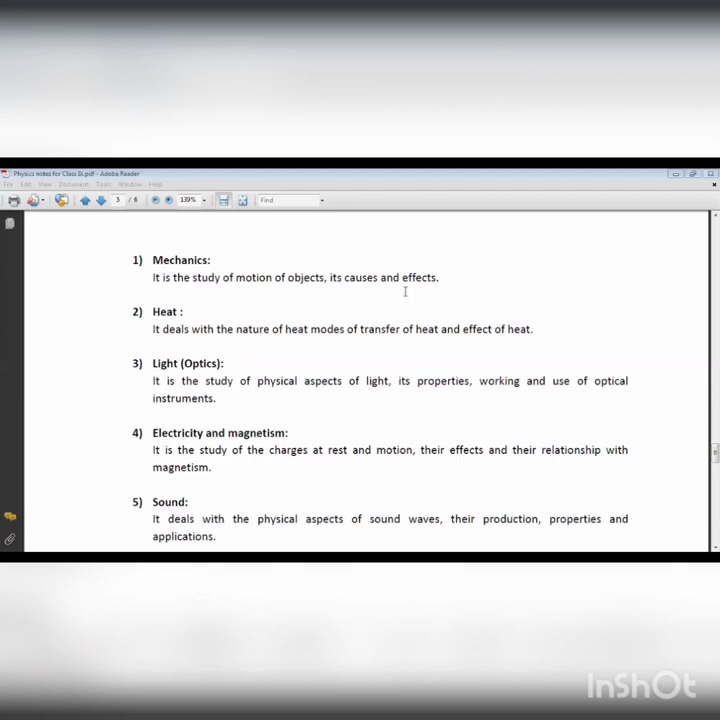 Physics notes for Class IX.pdf - Adobe Reader
File Edit View Document Tools Window Help
5 / 6 139% Find
1) Mechanics:
It is the study of motion of objects, its causes and effects.
2) Heat :
It deals with the nature of heat modes of transfer of heat and effect of heat.
3) Light (Optics):
It is the study of physical aspects of light, its properties, working and use of optical
instruments.
4) Electricity and magnetism:
It is the study of the charges at rest and motion, their effects and their relationship with
magnetism.
5) Sound:
It deals with the physical aspects of sound waves, their production, properties and
applications.
InShOt